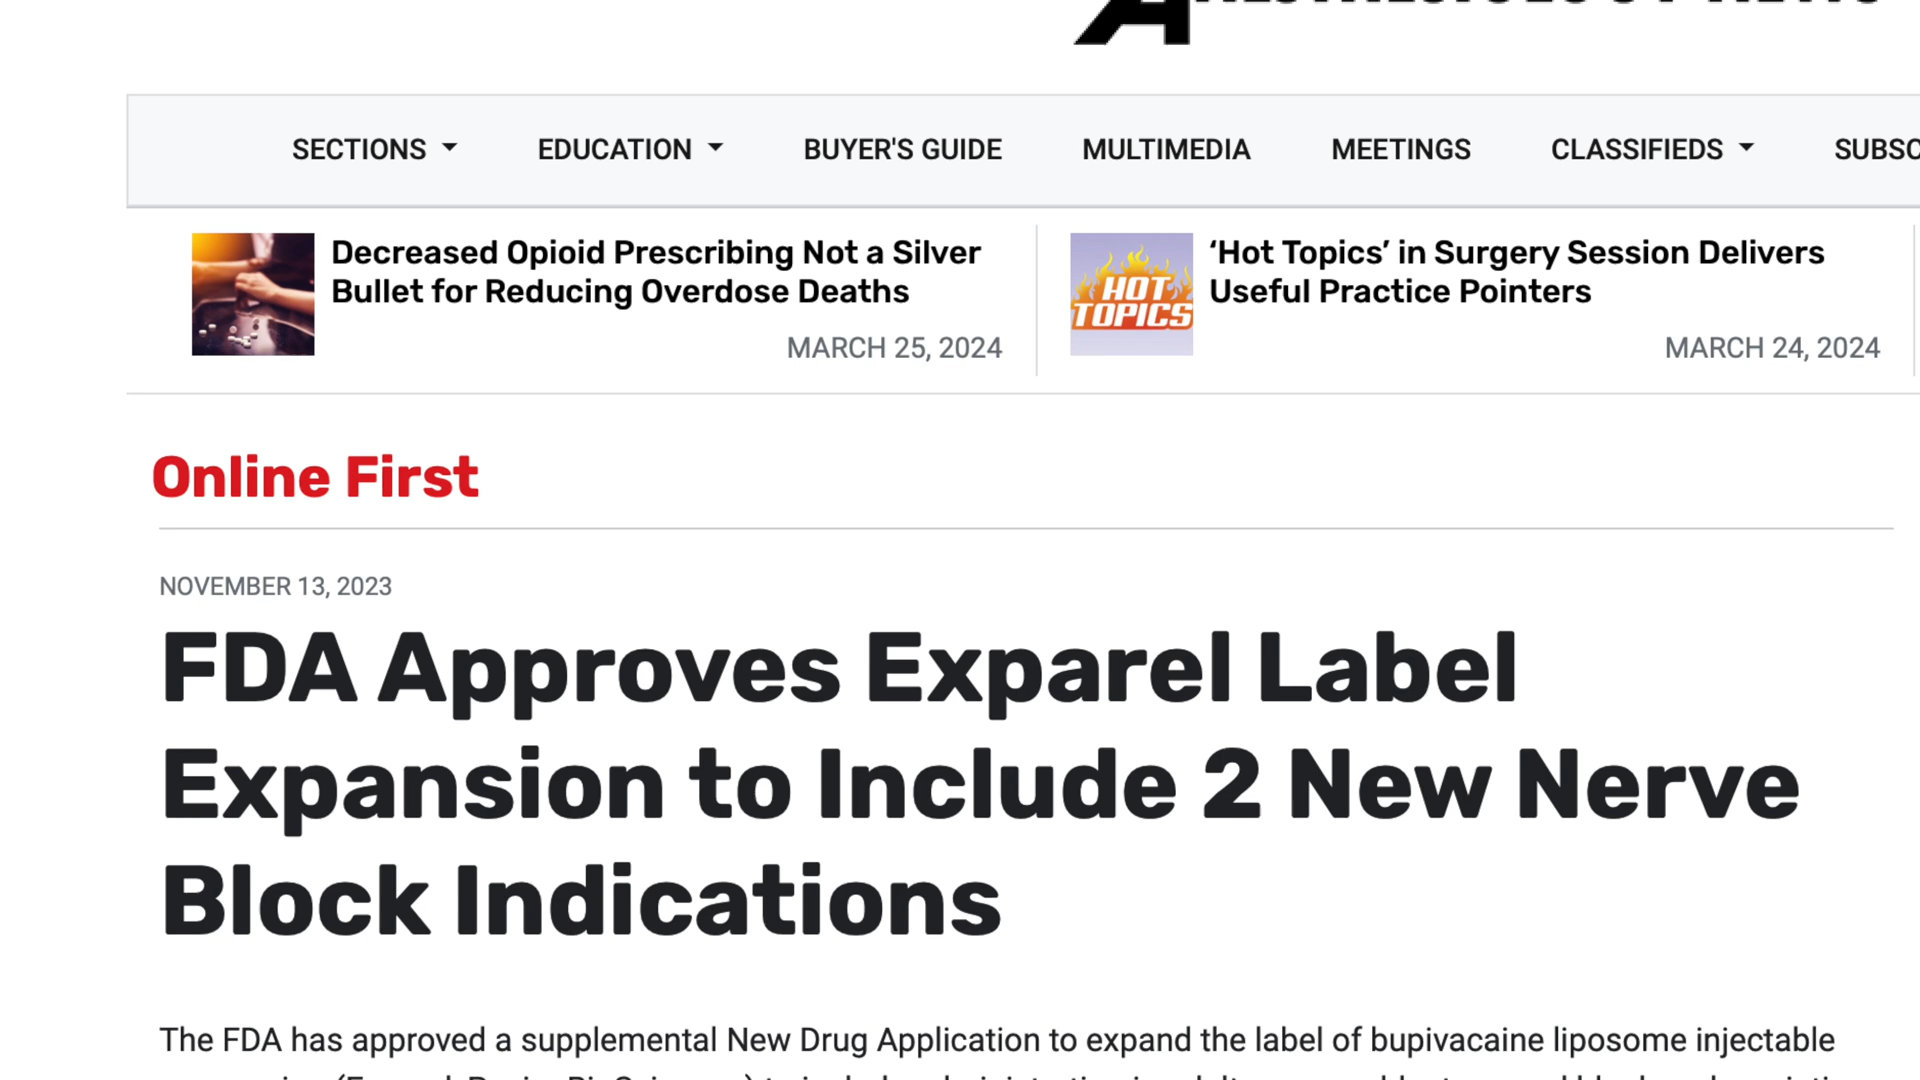 SECTIONS EDUCATION BUYER'S GUIDE MULTIMEDIA MEETINGS CLASSIFIEDS
Decreased Opioid Prescribing Not a Silver
Bullet for Reducing Overdose Deaths
MARCH 25, 2024
‘Hot Topics’ in Surgery Session Delivers
Useful Practice Pointers
MARCH 24, 2024
HOT
TOPICS
Online First
NOVEMBER 13, 2023
FDA Approves Exparel Label
Expansion to Include 2 New Nerve
Block Indications
The FDA has approved a supplemental New Drug Application to expand the label of bupivacaine liposome injectable